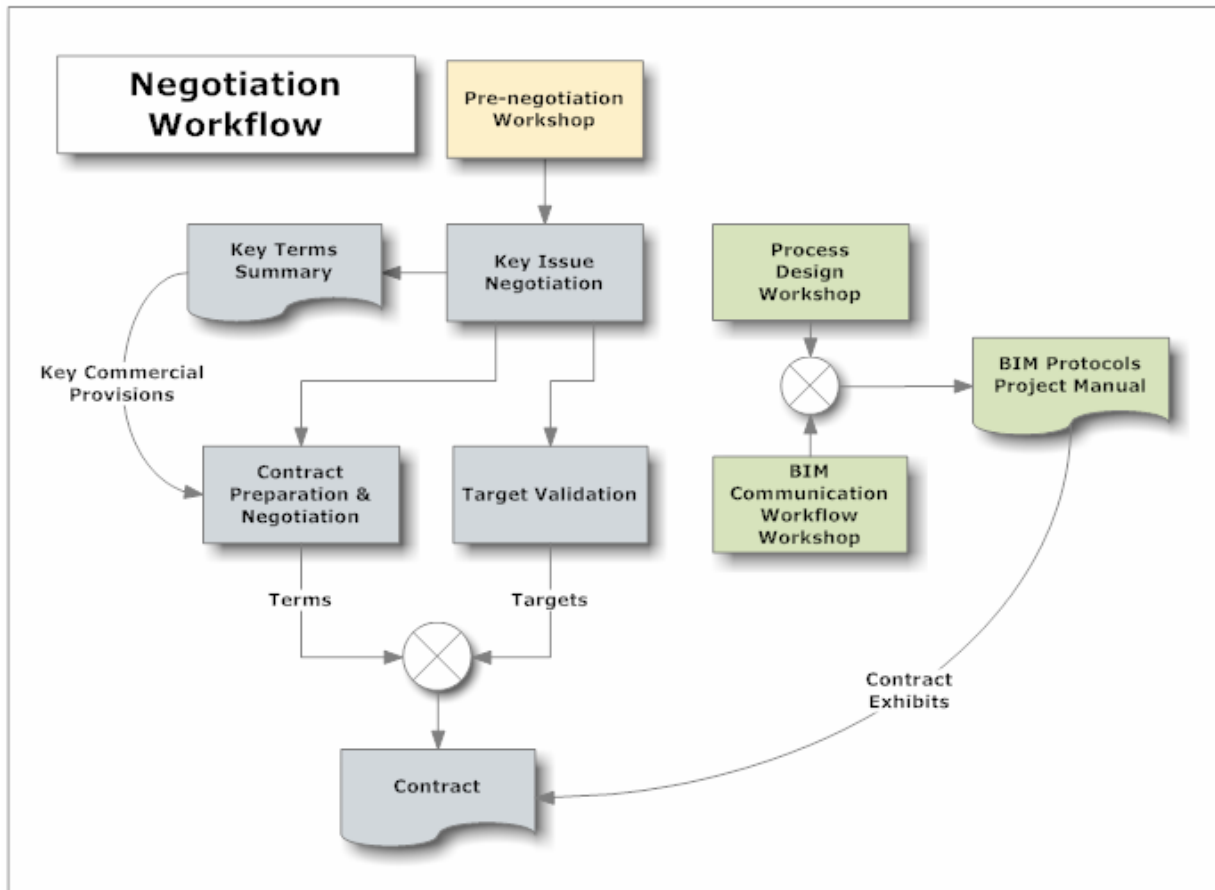 Negotiation
Workflow
Pre-negotiation
Workshop
Key Terms
Summary
Key Issue
Negotiation
Process
Design
Workshop
BIM Protocols
Project Manual
Key Commercial
Provisions
Contract
Preparation &
Negotiation
Target Validation
BIM
Communication
Workflow
Workshop
Terms
Targets
Contract
Exhibits
Contract